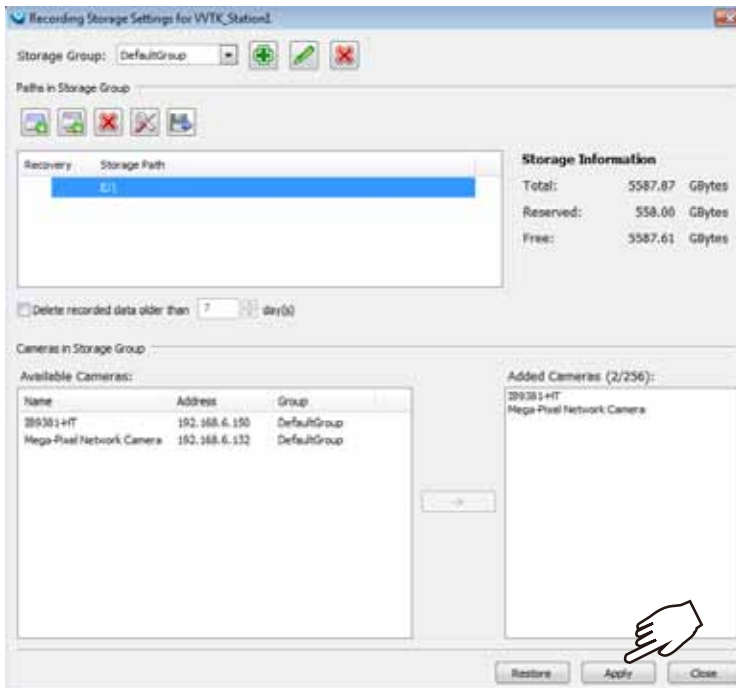 Recording Storage Settings for VVTK_Station1
Storage Group: DefaultGroup
Paths in Storage Group
Recovery Storage Path
Storage Information
Total: 5587.87 GBytes
Reserved: 558.00 GBytes
Free: 5587.61 GBytes
Delete recorded data older than 7 day(s)
Cameras in Storage Group
Available Cameras:
Name Address Group
IB9381-HT 192.168.6.150 DefaultGroup
Mega-Pixel Network Camera 192.168.6.132 DefaultGroup
Added Cameras (2/256):
IB9381-HT
Mega-Pixel Network Camera
Restore Apply Close